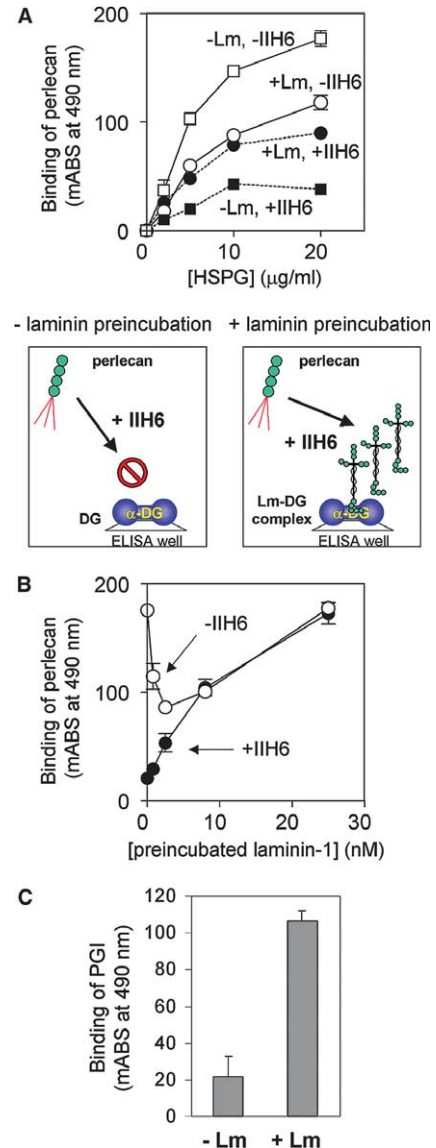 A
Binding of perlecan
(mABS at 490 nm)
200
100
0
-Lm, -IIH6
+Lm, -IIH6
+Lm, +IIH6
-Lm, +IIH6
0 5 10 15 20
[HSPG] (μg/ml)
- laminin preincubation
+ laminin preincubation
perlecan
+ IIH6
DG
α-DG
ELISA well
perlecan
+ IIH6
Lm-DG
complex
α-DG
ELISA well
B
Binding of perlecan
(mABS at 490 nm)
200
100
0
-IIH6
+IIH6
0 10 20 30
[preincubated laminin-1] (nM)
C
Binding of PGI
(mABS at 490 nm)
120
100
80
60
40
20
0
- Lm + Lm